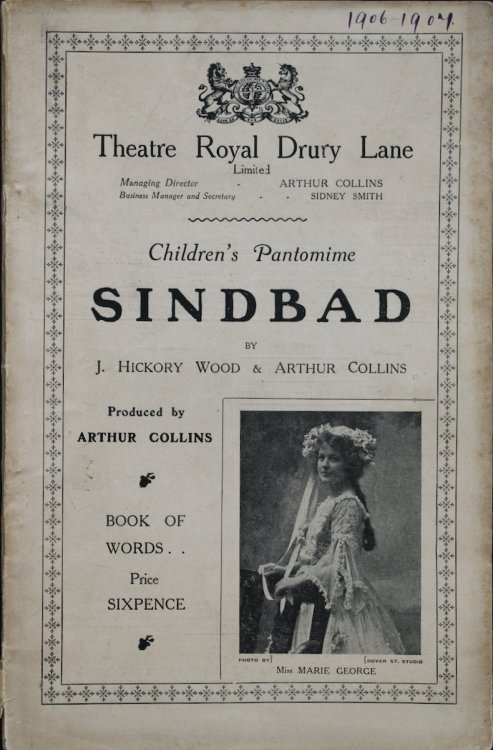 1906-1907.
Theatre Royal Drury Lane
Limited
Managing Director - ARTHUR COLLINS
Business Manager and Secretary - - SIDNEY SMITH
Children's Pantomime
SINDBAD
BY
J. HICKORY WOOD & ARTHUR COLLINS
Produced by
ARTHUR COLLINS
BOOK OF
WORDS . .
Price
SIXPENCE
PHOTO BY] [DOVER ST. STUDIO
Miss MARIE GEORGE